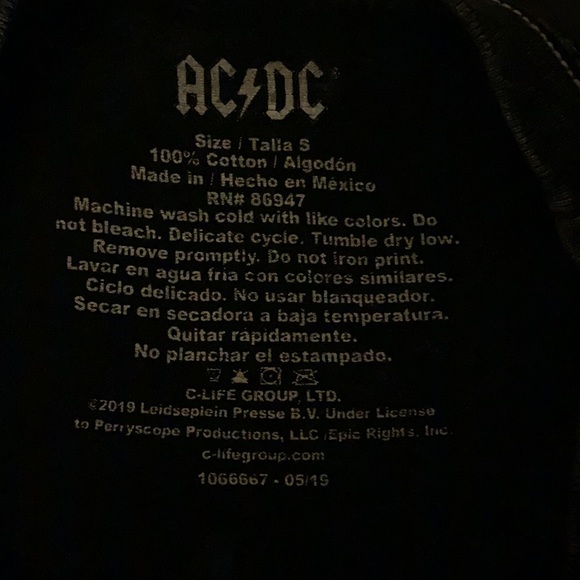 AC⚡DC
Size / Talla S
100% Cotton / Algodón
Made in / Hecho en México
RN# 86947
Machine wash cold with like colors. Do
not bleach. Delicate cycle. Tumble dry low.
Remove promptly. Do not iron print.
Lavar en agua fría con colores similares.
Ciclo delicado. No usar blanqueador.
Secar en secadora a baja temperatura.
Quitar rápidamente.
No planchar el estampado.
C-LIFE GROUP, LTD.
©2019 Leidseplein Presse B.V. Under License
to Perryscope Productions, LLC /Epic Rights, Inc.
c-lifegroup.com
1066667 - 05/19